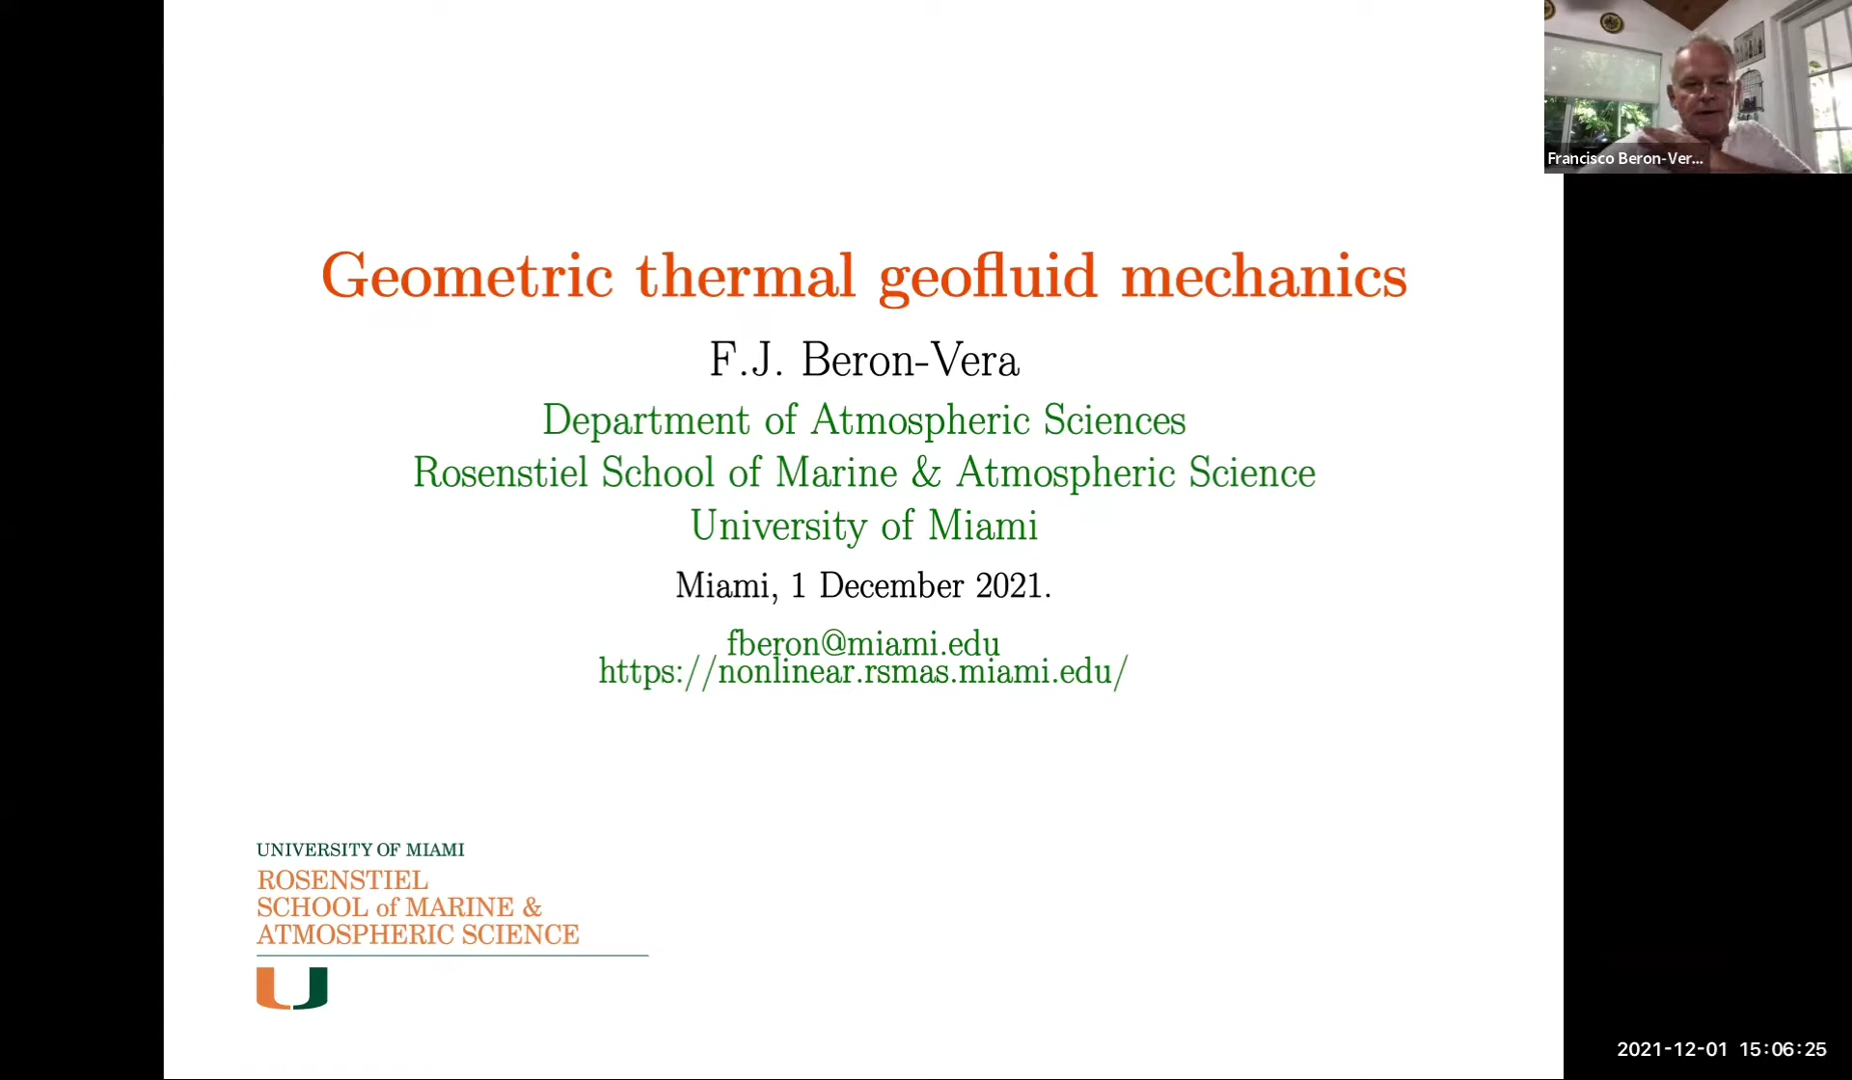 Geometric thermal geofluid mechanics
F.J. Beron-Vera
Department of Atmospheric Sciences
Rosenstiel School of Marine & Atmospheric Science
University of Miami
Miami, 1 December 2021.
fberon@miami.edu
https://nonlinear.rsmas.miami.edu/
UNIVERSITY OF MIAMI
ROSENSTIEL
SCHOOL of MARINE &
ATMOSPHERIC SCIENCE
Francisco Beron-Ver...
2021-12-01 15:06:25